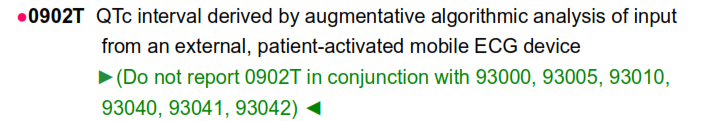 ●0902T QTc interval derived by augmentative algorithmic analysis of input
from an external, patient-activated mobile ECG device
►(Do not report 0902T in conjunction with 93000, 93005, 93010,
93040, 93041, 93042) ◄